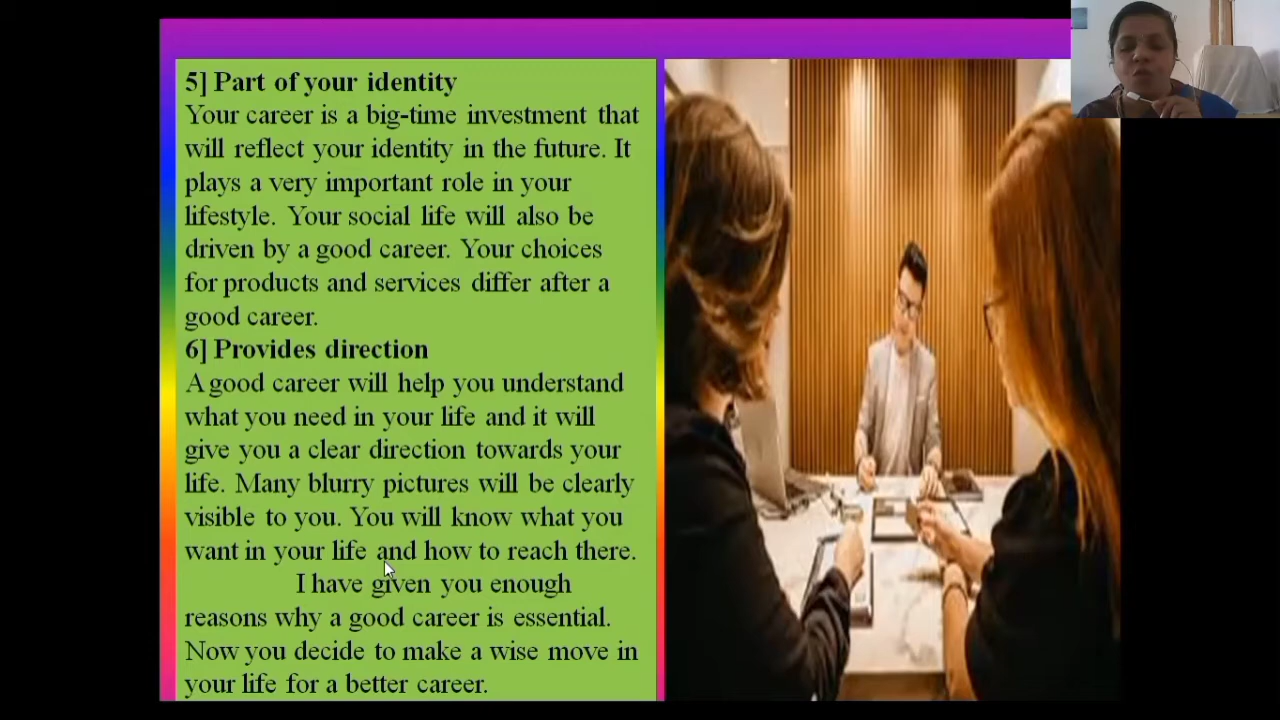 5] Part of your identity
Your career is a big-time investment that
will reflect your identity in the future. It
plays a very important role in your
lifestyle. Your social life will also be
driven by a good career. Your choices
for products and services differ after a
good career.
6] Provides direction
A good career will help you understand
what you need in your life and it will
give you a clear direction towards your
life. Many blurry pictures will be clearly
visible to you. You will know what you
want in your life and how to reach there.
I have given you enough
reasons why a good career is essential.
Now you decide to make a wise move in
your life for a better career.